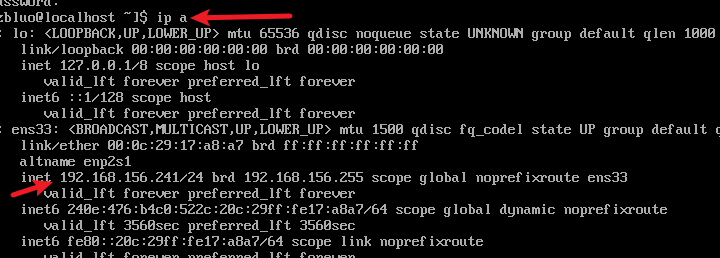 assword:
zbluo@localhost ~]$ ip a
: lo: <LOOPBACK,UP,LOWER_UP> mtu 65536 qdisc noqueue state UNKNOWN group default qlen 1000
link/loopback 00:00:00:00:00:00 brd 00:00:00:00:00:00
inet 127.0.0.1/8 scope host lo
valid_lft forever preferred_lft forever
inet6 ::1/128 scope host
valid_lft forever preferred_lft forever
: ens33: <BROADCAST,MULTICAST,UP,LOWER_UP> mtu 1500 qdisc fq_codel state UP group default q
link/ether 00:0c:29:17:a8:a7 brd ff:ff:ff:ff:ff:ff
altname enp2s1
inet 192.168.156.241/24 brd 192.168.156.255 scope global noprefixroute ens33
valid_lft forever preferred_lft forever
inet6 240e:476:b4c0:522c:20c:29ff:fe17:a8a7/64 scope global dynamic noprefixroute
valid_lft 3560sec preferred_lft 3560sec
inet6 fe80::20c:29ff:fe17:a8a7/64 scope link noprefixroute
valid_lft forever preferred_lft forever